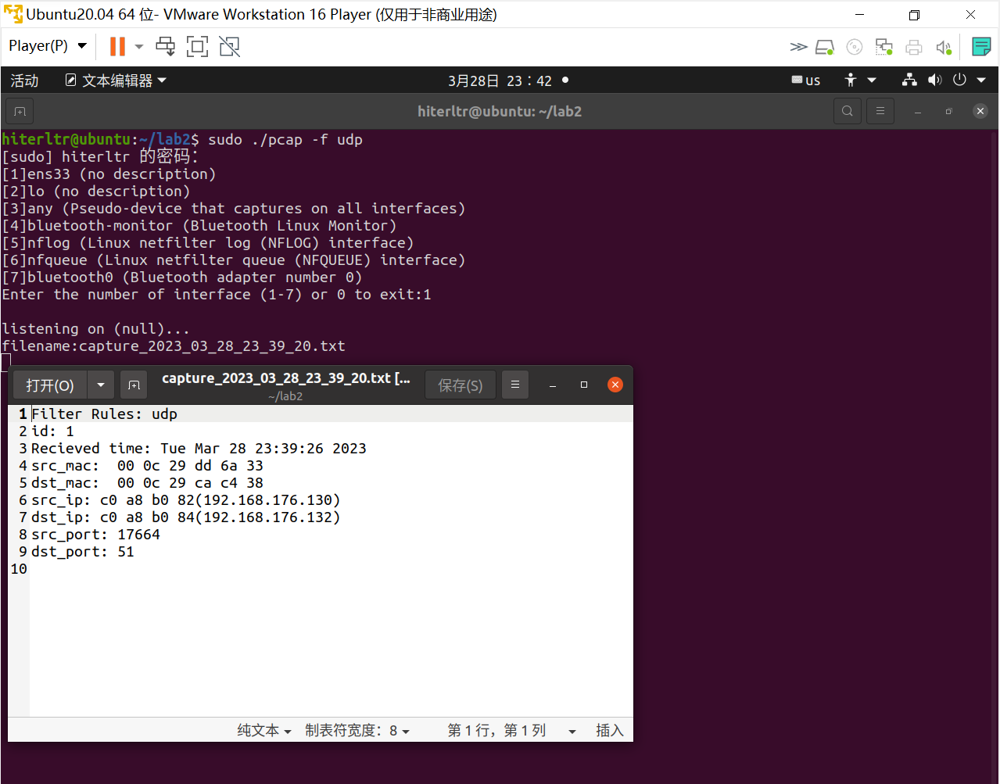 Ubuntu20.04 64 位- VMware Workstation 16 Player (仅用于非商业用途)
Player(P)
活动 文本编辑器 3月28日 23：42 us
hiterltr@ubuntu: ~/lab2
hiterltr@ubuntu:~/lab2$ sudo ./pcap -f udp
[sudo] hiterltr 的密码：
[1]ens33 (no description)
[2]lo (no description)
[3]any (Pseudo-device that captures on all interfaces)
[4]bluetooth-monitor (Bluetooth Linux Monitor)
[5]nflog (Linux netfilter log (NFLOG) interface)
[6]nfqueue (Linux netfilter queue (NFQUEUE) interface)
[7]bluetooth0 (Bluetooth adapter number 0)
Enter the number of interface (1-7) or 0 to exit:1
listening on (null)...
filename:capture_2023_03_28_23_39_20.txt
打开(O) capture_2023_03_28_23_39_20.txt [... 保存(S)
~/lab2
1 Filter Rules: udp
2 id: 1
3 Recieved time: Tue Mar 28 23:39:26 2023
4 src_mac:  00 0c 29 dd 6a 33
5 dst_mac:  00 0c 29 ca c4 38
6 src_ip: c0 a8 b0 82(192.168.176.130)
7 dst_ip: c0 a8 b0 84(192.168.176.132)
8 src_port: 17664
9 dst_port: 51
10
纯文本 制表符宽度：8 第 1 行，第 1 列 插入